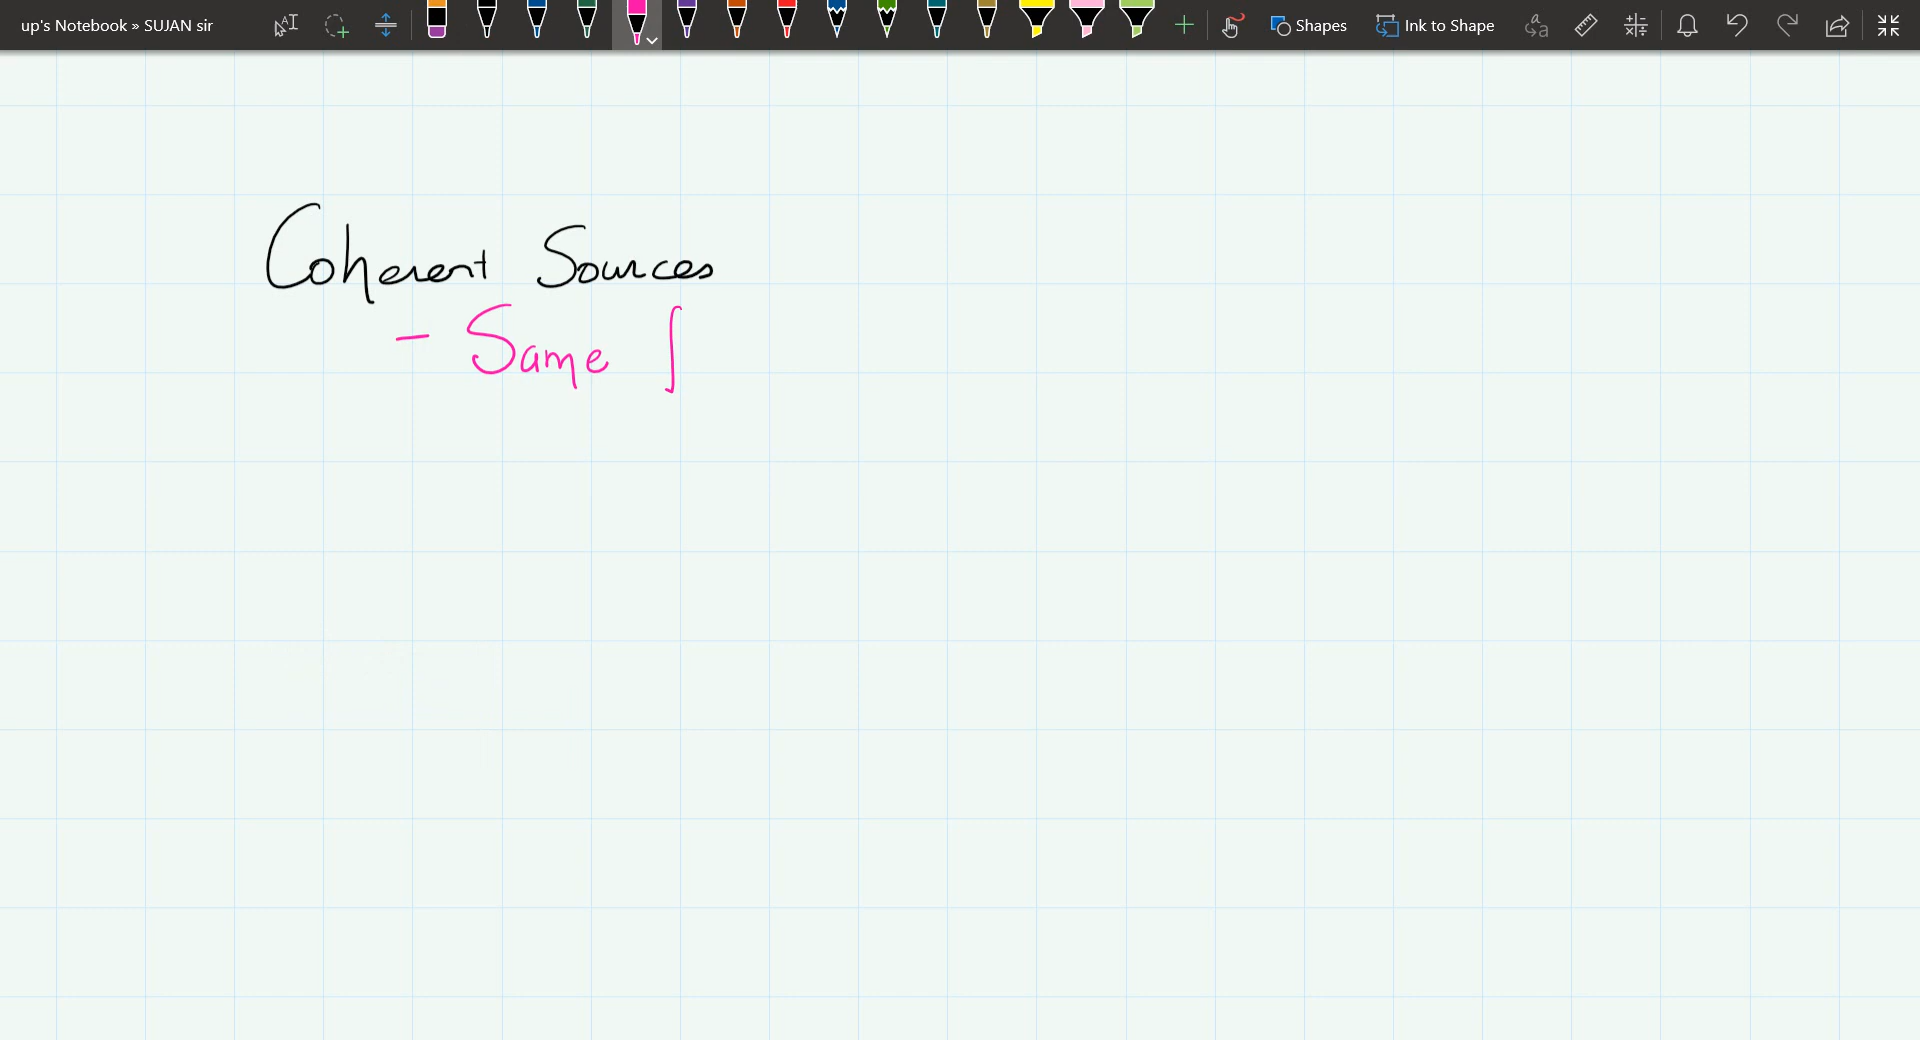 up's Notebook » SUJAN sir
Shapes
Ink to Shape
Coherent Sources
- Same